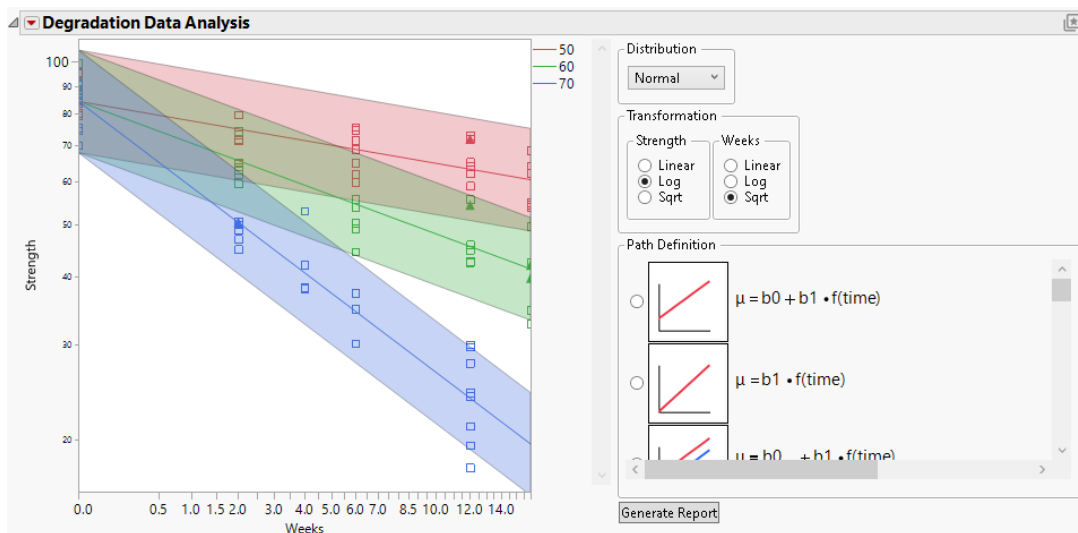 Degradation Data Analysis
100
90
80
70
60
50
40
30
20
Strength
0.0 0.5 1.0 1.5 2.0 3.0 4.0 5.0 6.0 7.0 8.5 10.0 12.0 14.0
Weeks
50
60
70
Distribution
Normal
Transformation
Strength
Linear
Log
Sqrt
Weeks
Linear
Log
Sqrt
Path Definition
μ = b0 + b1 • f(time)
μ = b1 • f(time)
μ = b0 + b1 • f(time)
Generate Report